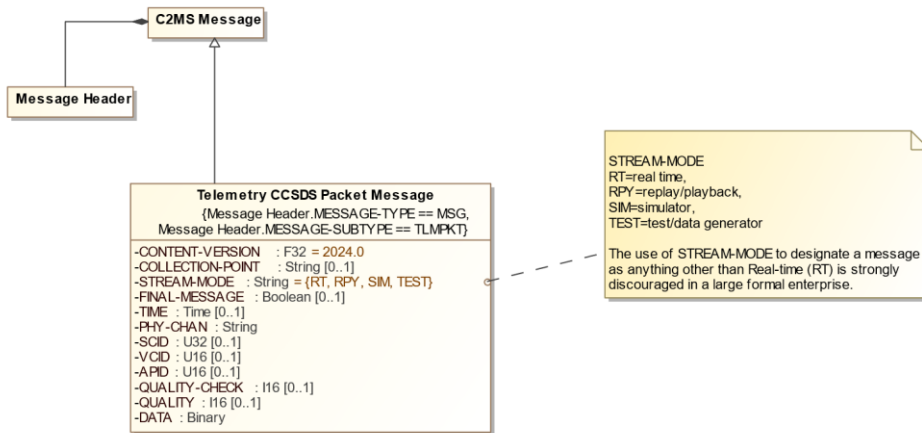 C2MS Message
Message Header
Telemetry CCSDS Packet Message
{Message Header.MESSAGE-TYPE == MSG,
Message Header.MESSAGE-SUBTYPE == TLMPKT}
-CONTENT-VERSION : F32 = 2024.0
-COLLECTION-POINT : String [0..1]
-STREAM-MODE : String = {RT, RPY, SIM, TEST}
-FINAL-MESSAGE : Boolean [0..1]
-TIME : Time [0..1]
-PHY-CHAN : String
-SCID : U32 [0..1]
-VCID : U16 [0..1]
-APID : U16 [0..1]
-QUALITY-CHECK : I16 [0..1]
-QUALITY : I16 [0..1]
-DATA : Binary
STREAM-MODE
RT=real time,
RPY=replay/playback,
SIM=simulator,
TEST=test/data generator
The use of STREAM-MODE to designate a message
as anything other than Real-time (RT) is strongly
discouraged in a large formal enterprise.